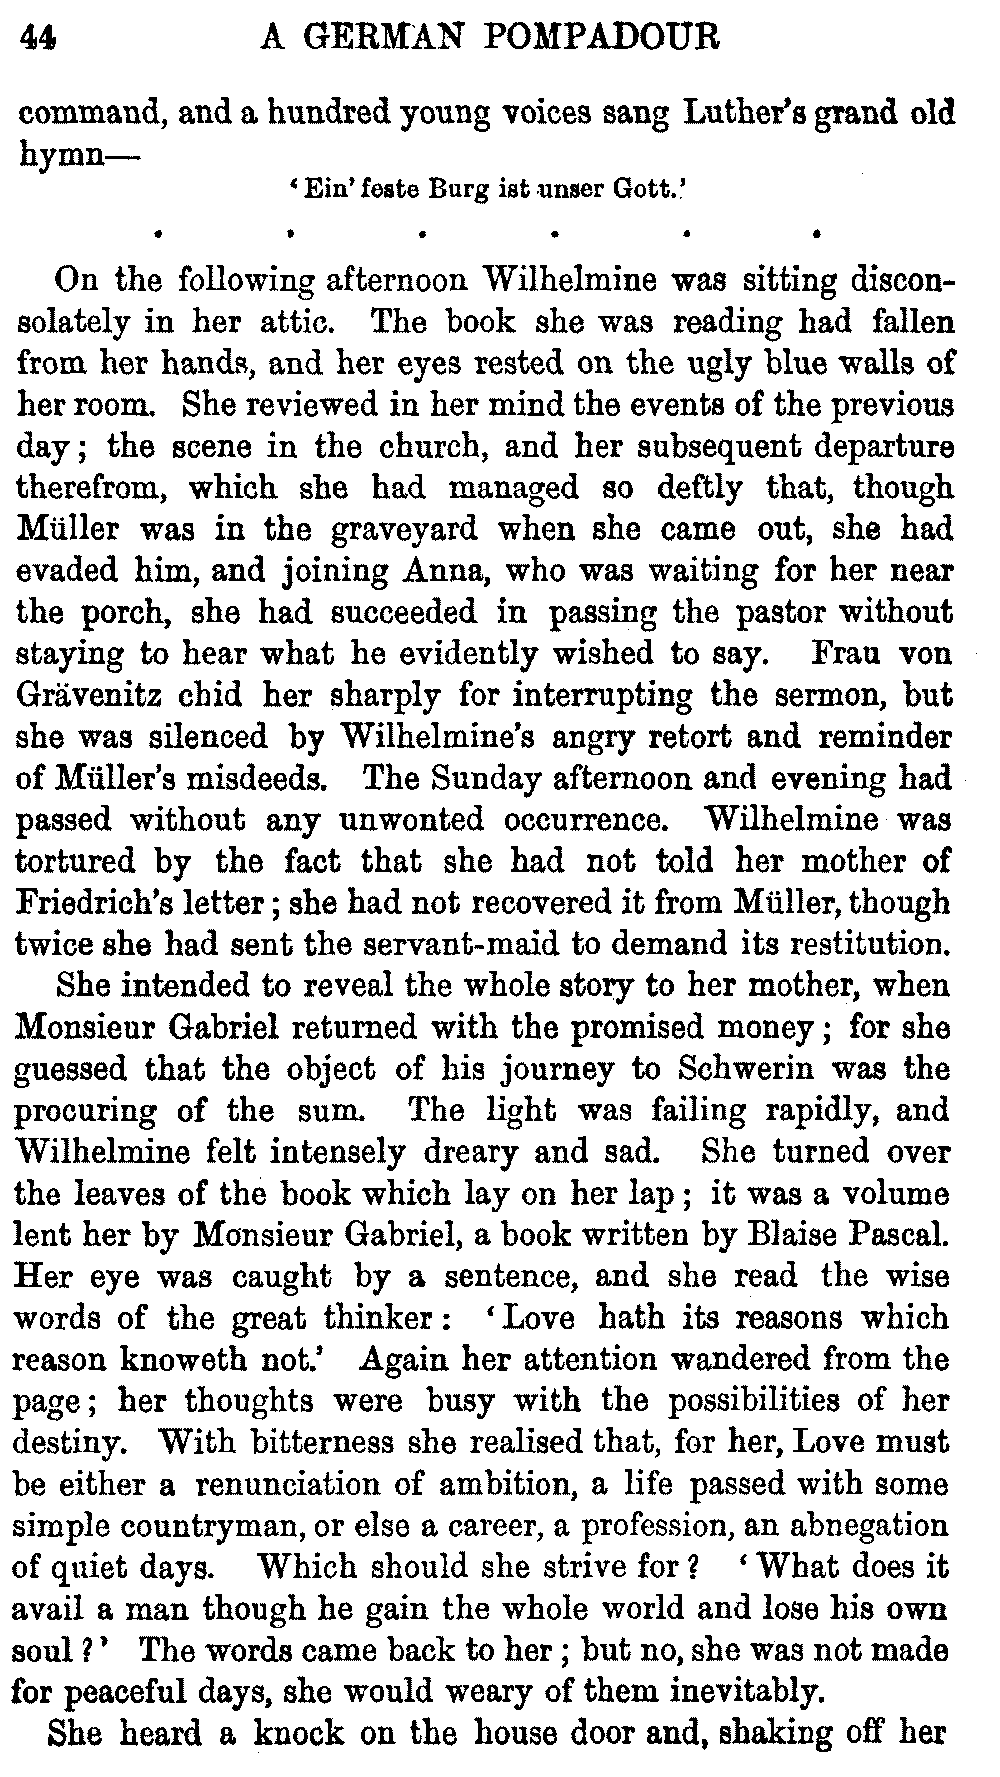 44 A GERMAN POMPADOUR
command, and a hundred young voices sang Luther's grand old
hymn—
‘Ein’ feste Burg ist unser Gott.’
. . . . . .
On the following afternoon Wilhelmine was sitting discon-
solately in her attic. The book she was reading had fallen
from her hands, and her eyes rested on the ugly blue walls of
her room. She reviewed in her mind the events of the previous
day; the scene in the church, and her subsequent departure
therefrom, which she had managed so deftly that, though
Müller was in the graveyard when she came out, she had
evaded him, and joining Anna, who was waiting for her near
the porch, she had succeeded in passing the pastor without
staying to hear what he evidently wished to say. Frau von
Grävenitz chid her sharply for interrupting the sermon, but
she was silenced by Wilhelmine's angry retort and reminder
of Müller's misdeeds. The Sunday afternoon and evening had
passed without any unwonted occurrence. Wilhelmine was
tortured by the fact that she had not told her mother of
Friedrich's letter; she had not recovered it from Müller, though
twice she had sent the servant-maid to demand its restitution.
She intended to reveal the whole story to her mother, when
Monsieur Gabriel returned with the promised money; for she
guessed that the object of his journey to Schwerin was the
procuring of the sum. The light was failing rapidly, and
Wilhelmine felt intensely dreary and sad. She turned over
the leaves of the book which lay on her lap; it was a volume
lent her by Monsieur Gabriel, a book written by Blaise Pascal.
Her eye was caught by a sentence, and she read the wise
words of the great thinker: ‘Love hath its reasons which
reason knoweth not.’ Again her attention wandered from the
page; her thoughts were busy with the possibilities of her
destiny. With bitterness she realised that, for her, Love must
be either a renunciation of ambition, a life passed with some
simple countryman, or else a career, a profession, an abnegation
of quiet days. Which should she strive for? ‘What does it
avail a man though he gain the whole world and lose his own
soul?’ The words came back to her; but no, she was not made
for peaceful days, she would weary of them inevitably.
She heard a knock on the house door and, shaking off her